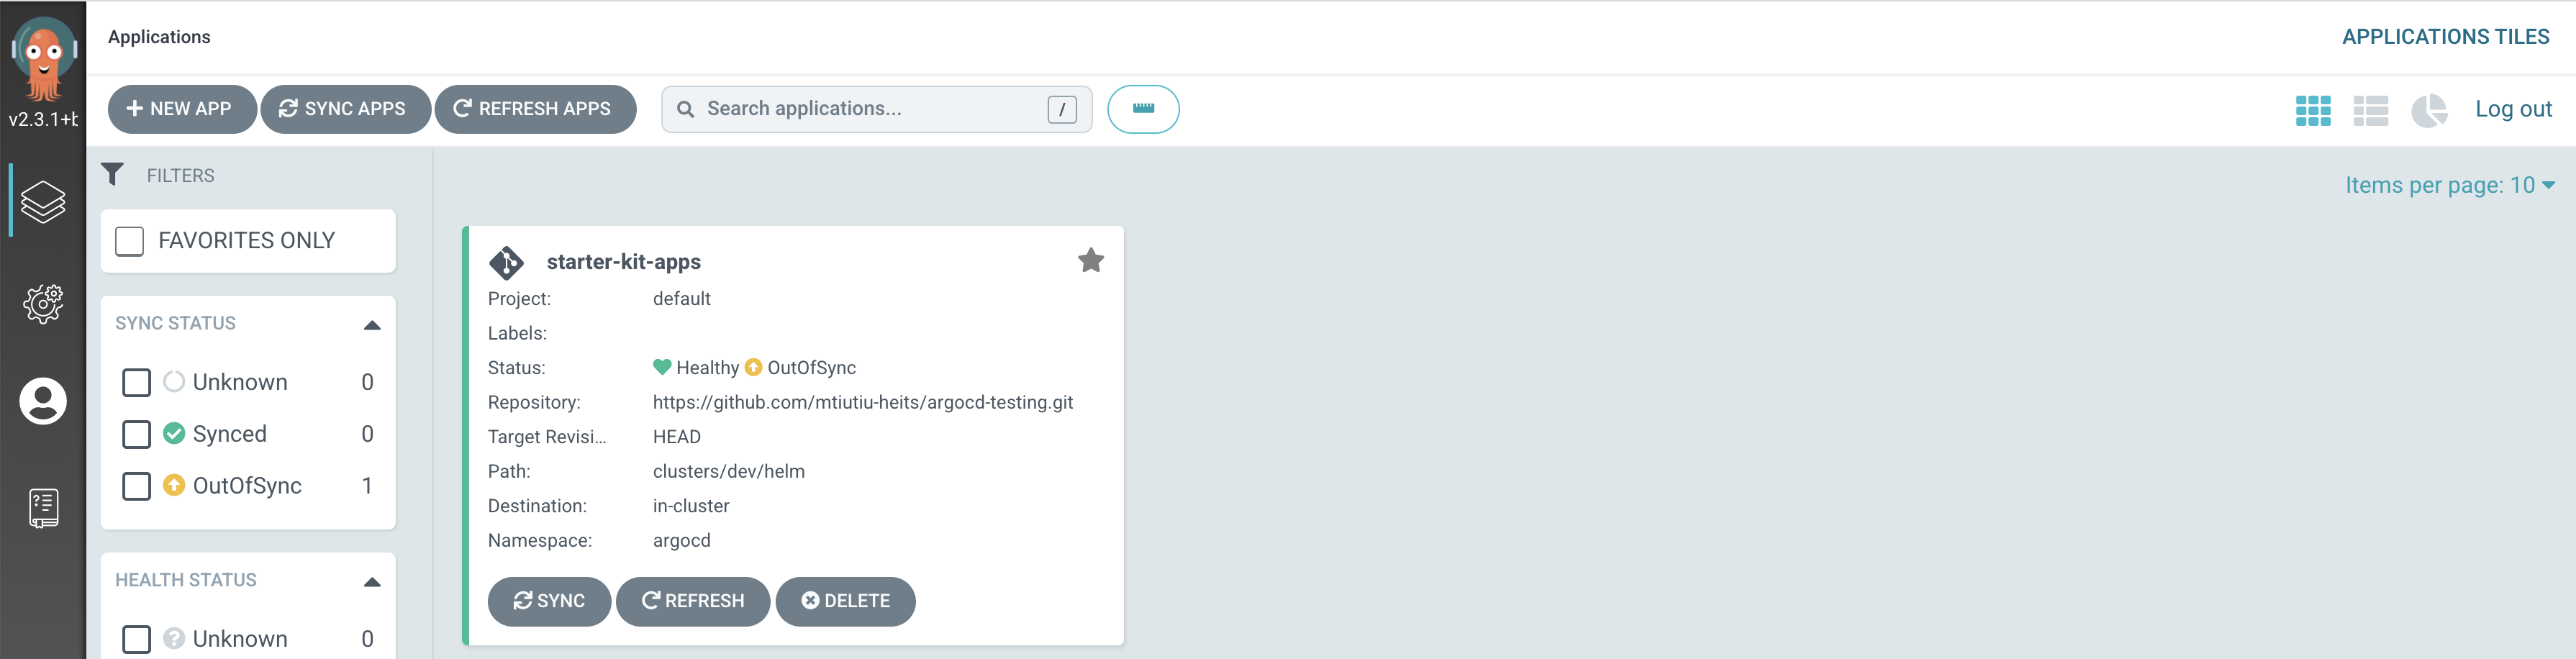 Applications
APPLICATIONS TILES
v2.3.1+b
NEW APP
SYNC APPS
REFRESH APPS
Search applications...
/
Log out
FILTERS
Items per page: 10
FAVORITES ONLY
SYNC STATUS
Unknown 0
Synced 0
OutOfSync 1
HEALTH STATUS
Unknown 0
starter-kit-apps
Project: default
Labels:
Status: Healthy OutOfSync
Repository: https://github.com/mtiutiu-heits/argocd-testing.git
Target Revisi... HEAD
Path: clusters/dev/helm
Destination: in-cluster
Namespace: argocd
SYNC
REFRESH
DELETE